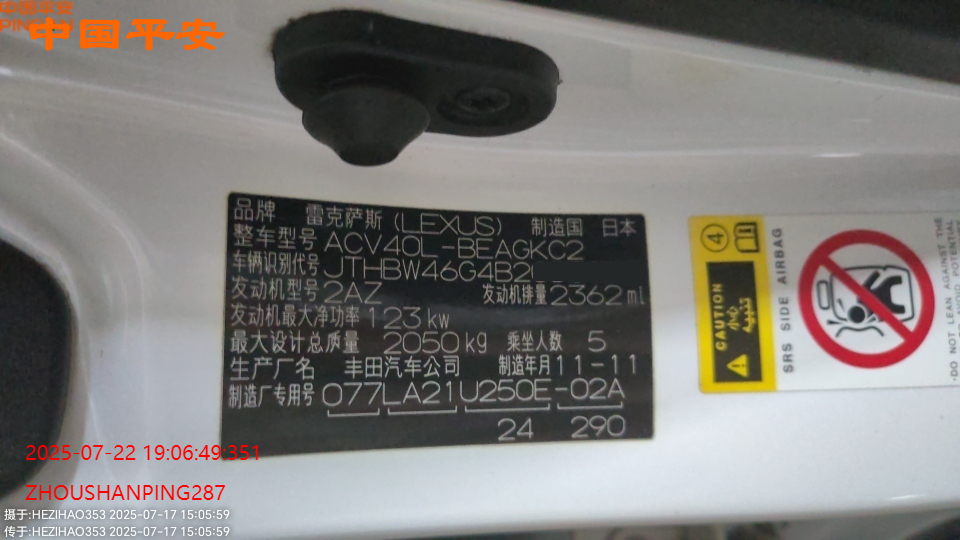 中国平安
中国平安
品牌 雷克萨斯 (LEXUS) 制造国 日本
整车型号 ACV40L-BEAGKC2
车辆识别代号 JTHBW46G4B2
发动机型号 2AZ 发动机排量 2362 ml
发动机最大净功率 123 kw
最大设计总质量 2050 kg 乘坐人数 5
生产厂名 丰田汽车公司 制造年月 11-11
制造厂专用号 077LA21U250E-02A
24 290
4
CAUTION
تنبيه
小心
SRS SIDE AIRBAG
·DO NOT LEAN AGAINST THE
2025-07-22 19:06:49:351
ZHOUSHANPING287
摄于:HEZIHAO353 2025-07-17 15:05:59
传于:HEZIHAO353 2025-07-17 15:05:59